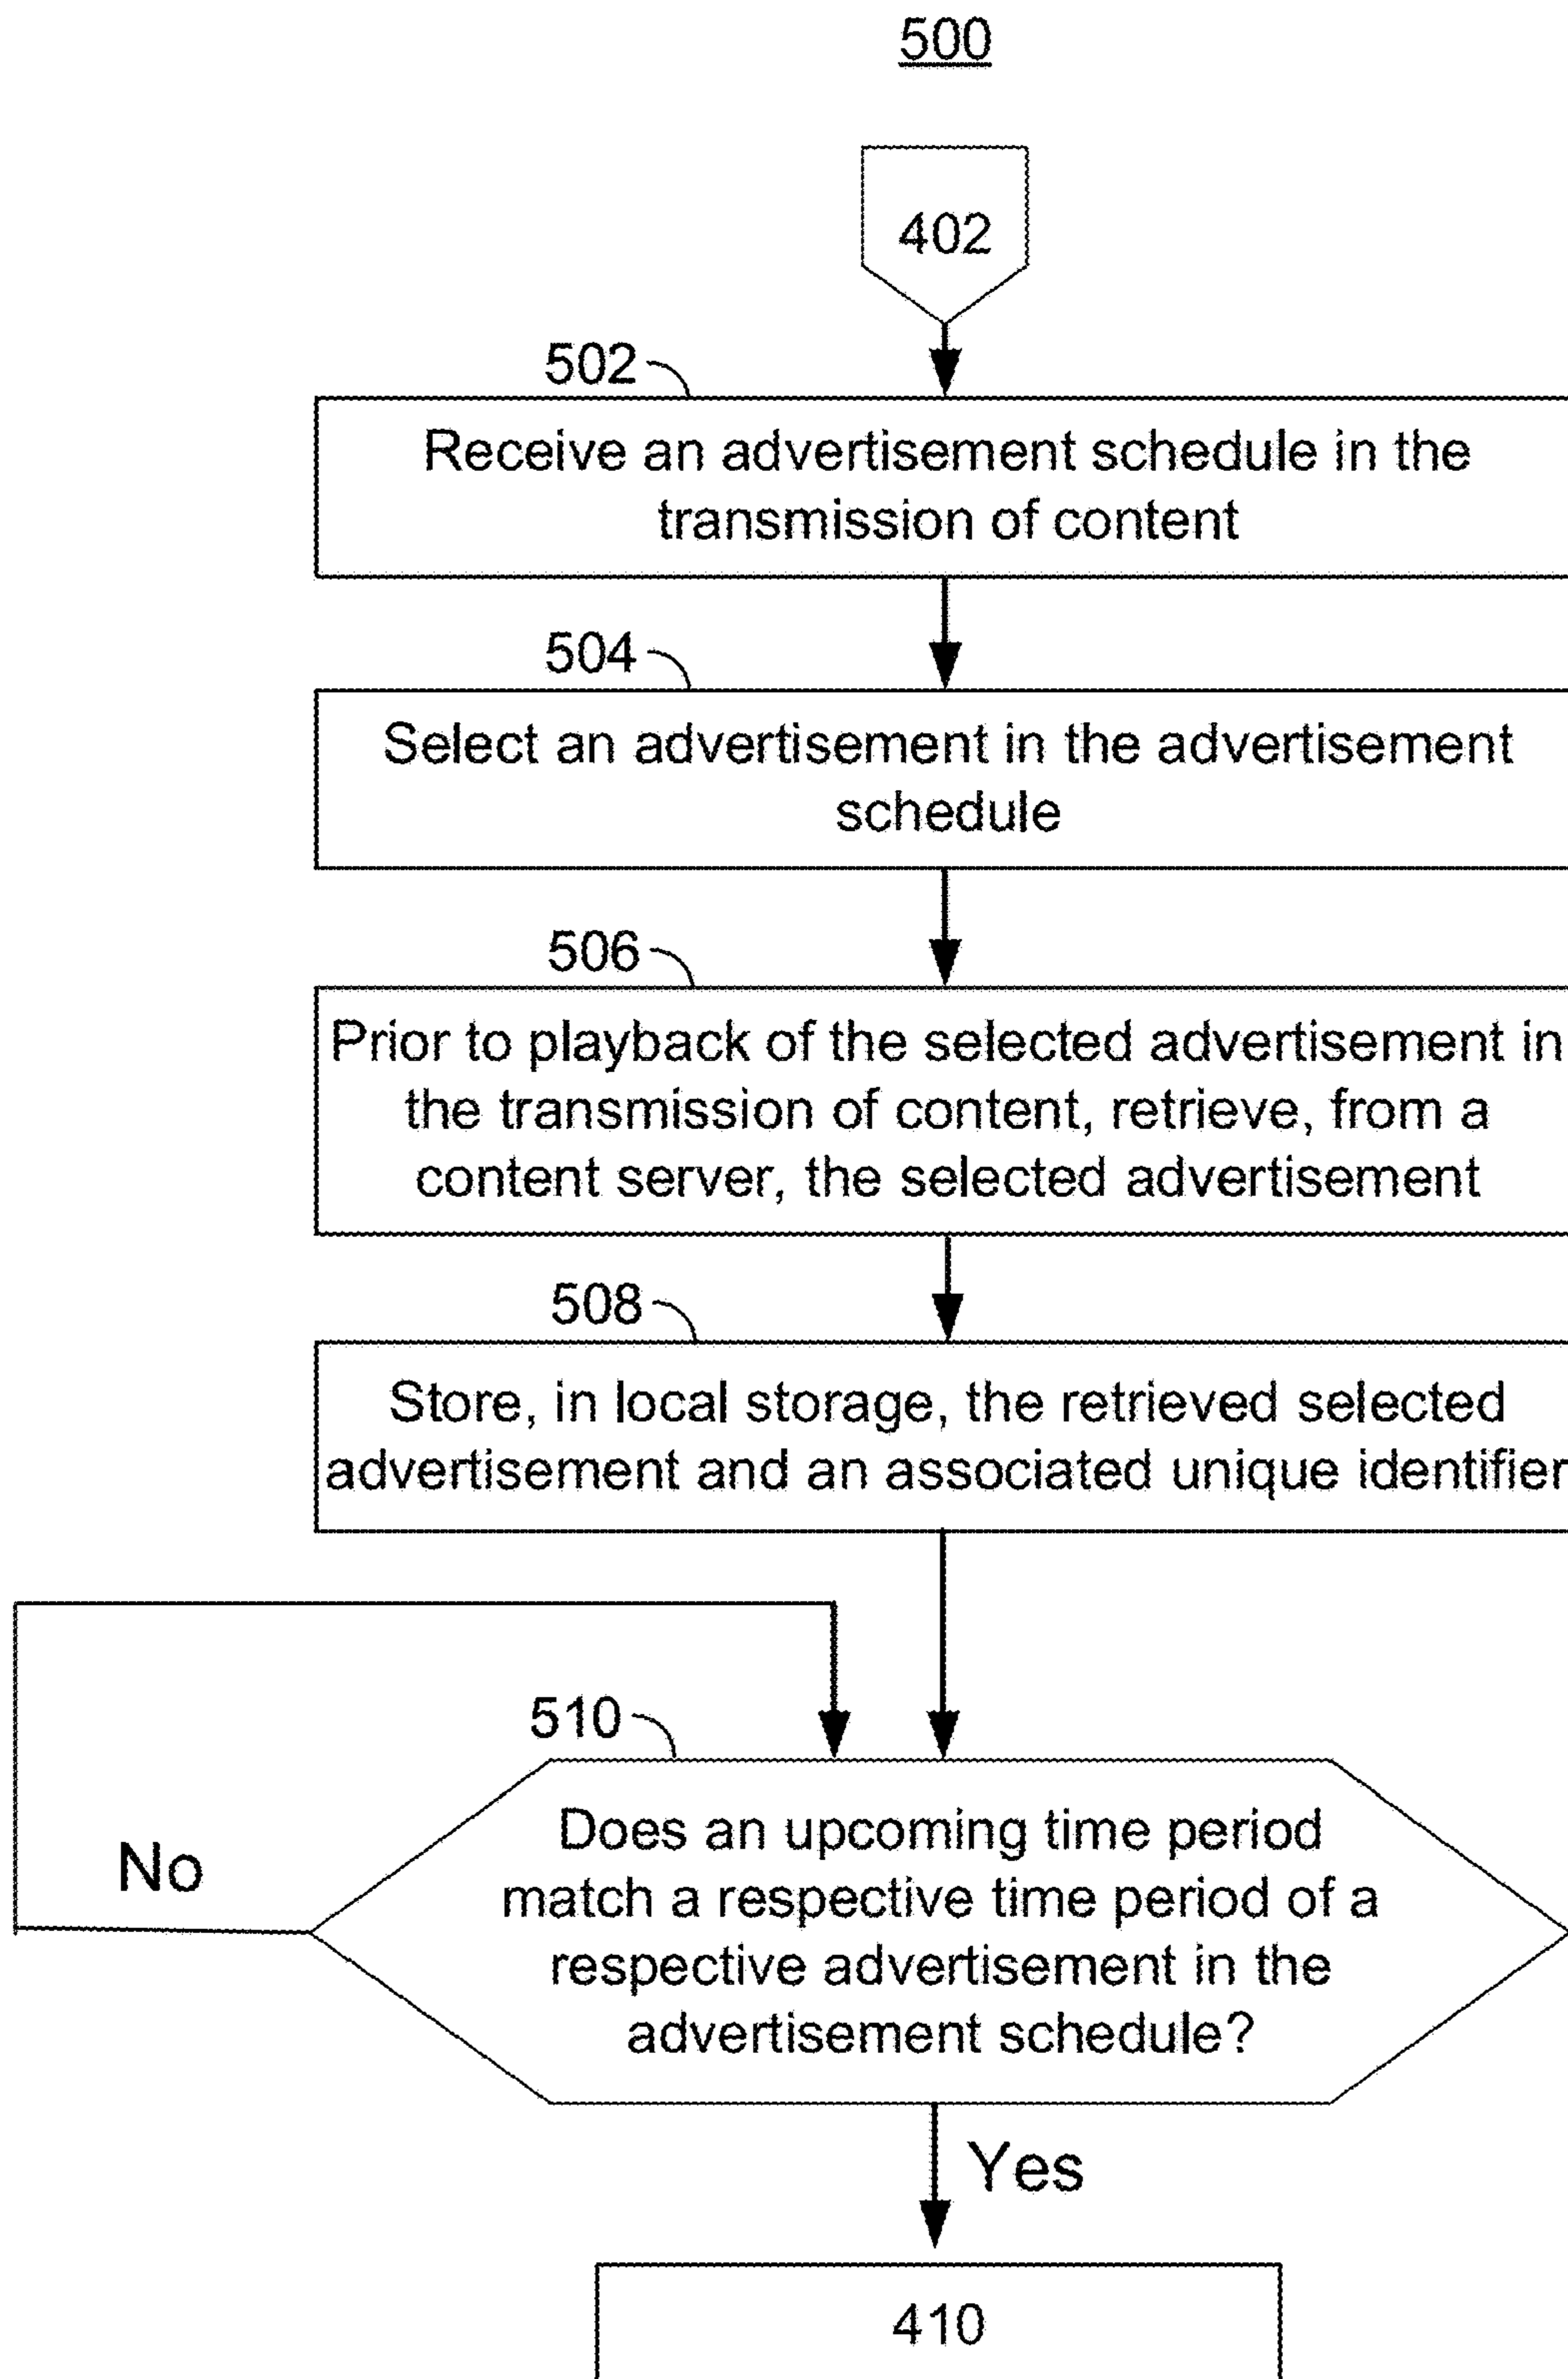 500
402
502
Receive an advertisement schedule in the
transmission of content
504
Select an advertisement in the advertisement
schedule
506
Prior to playback of the selected advertisement in
the transmission of content, retrieve, from a
content server, the selected advertisement
508
Store, in local storage, the retrieved selected
advertisement and an associated unique identifier
510
Does an upcoming time period
match a respective time period of a
respective advertisement in the
advertisement schedule?
No
Yes
410